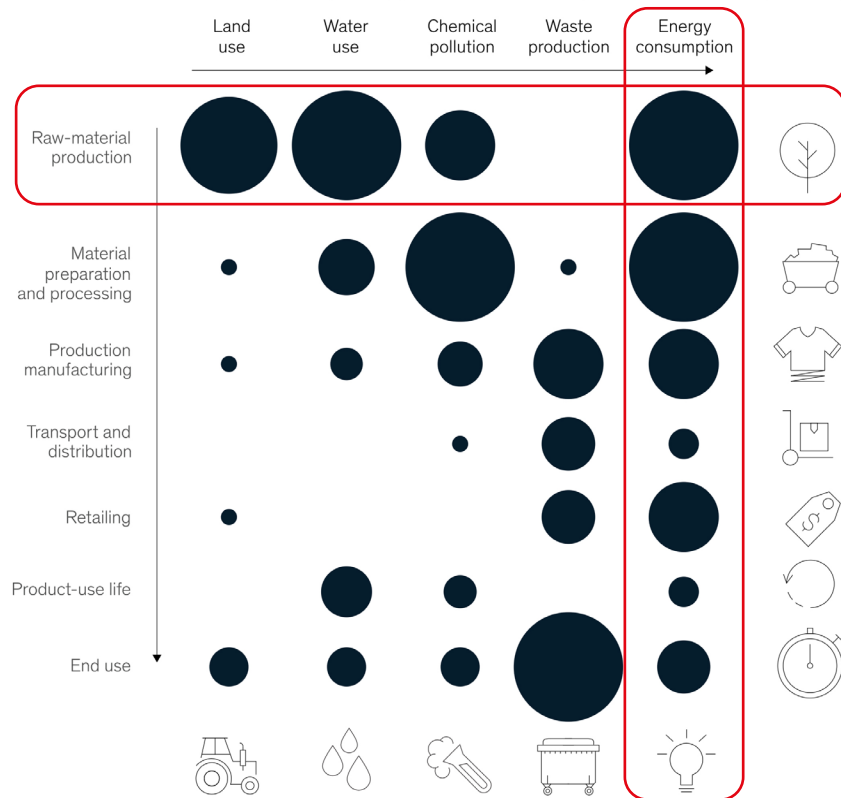 Land
use
Water
use
Chemical
pollution
Waste
production
Energy
consumption
Raw-material
production
Material
preparation
and processing
Production
manufacturing
Transport and
distribution
Retailing
$
Product-use life
End use